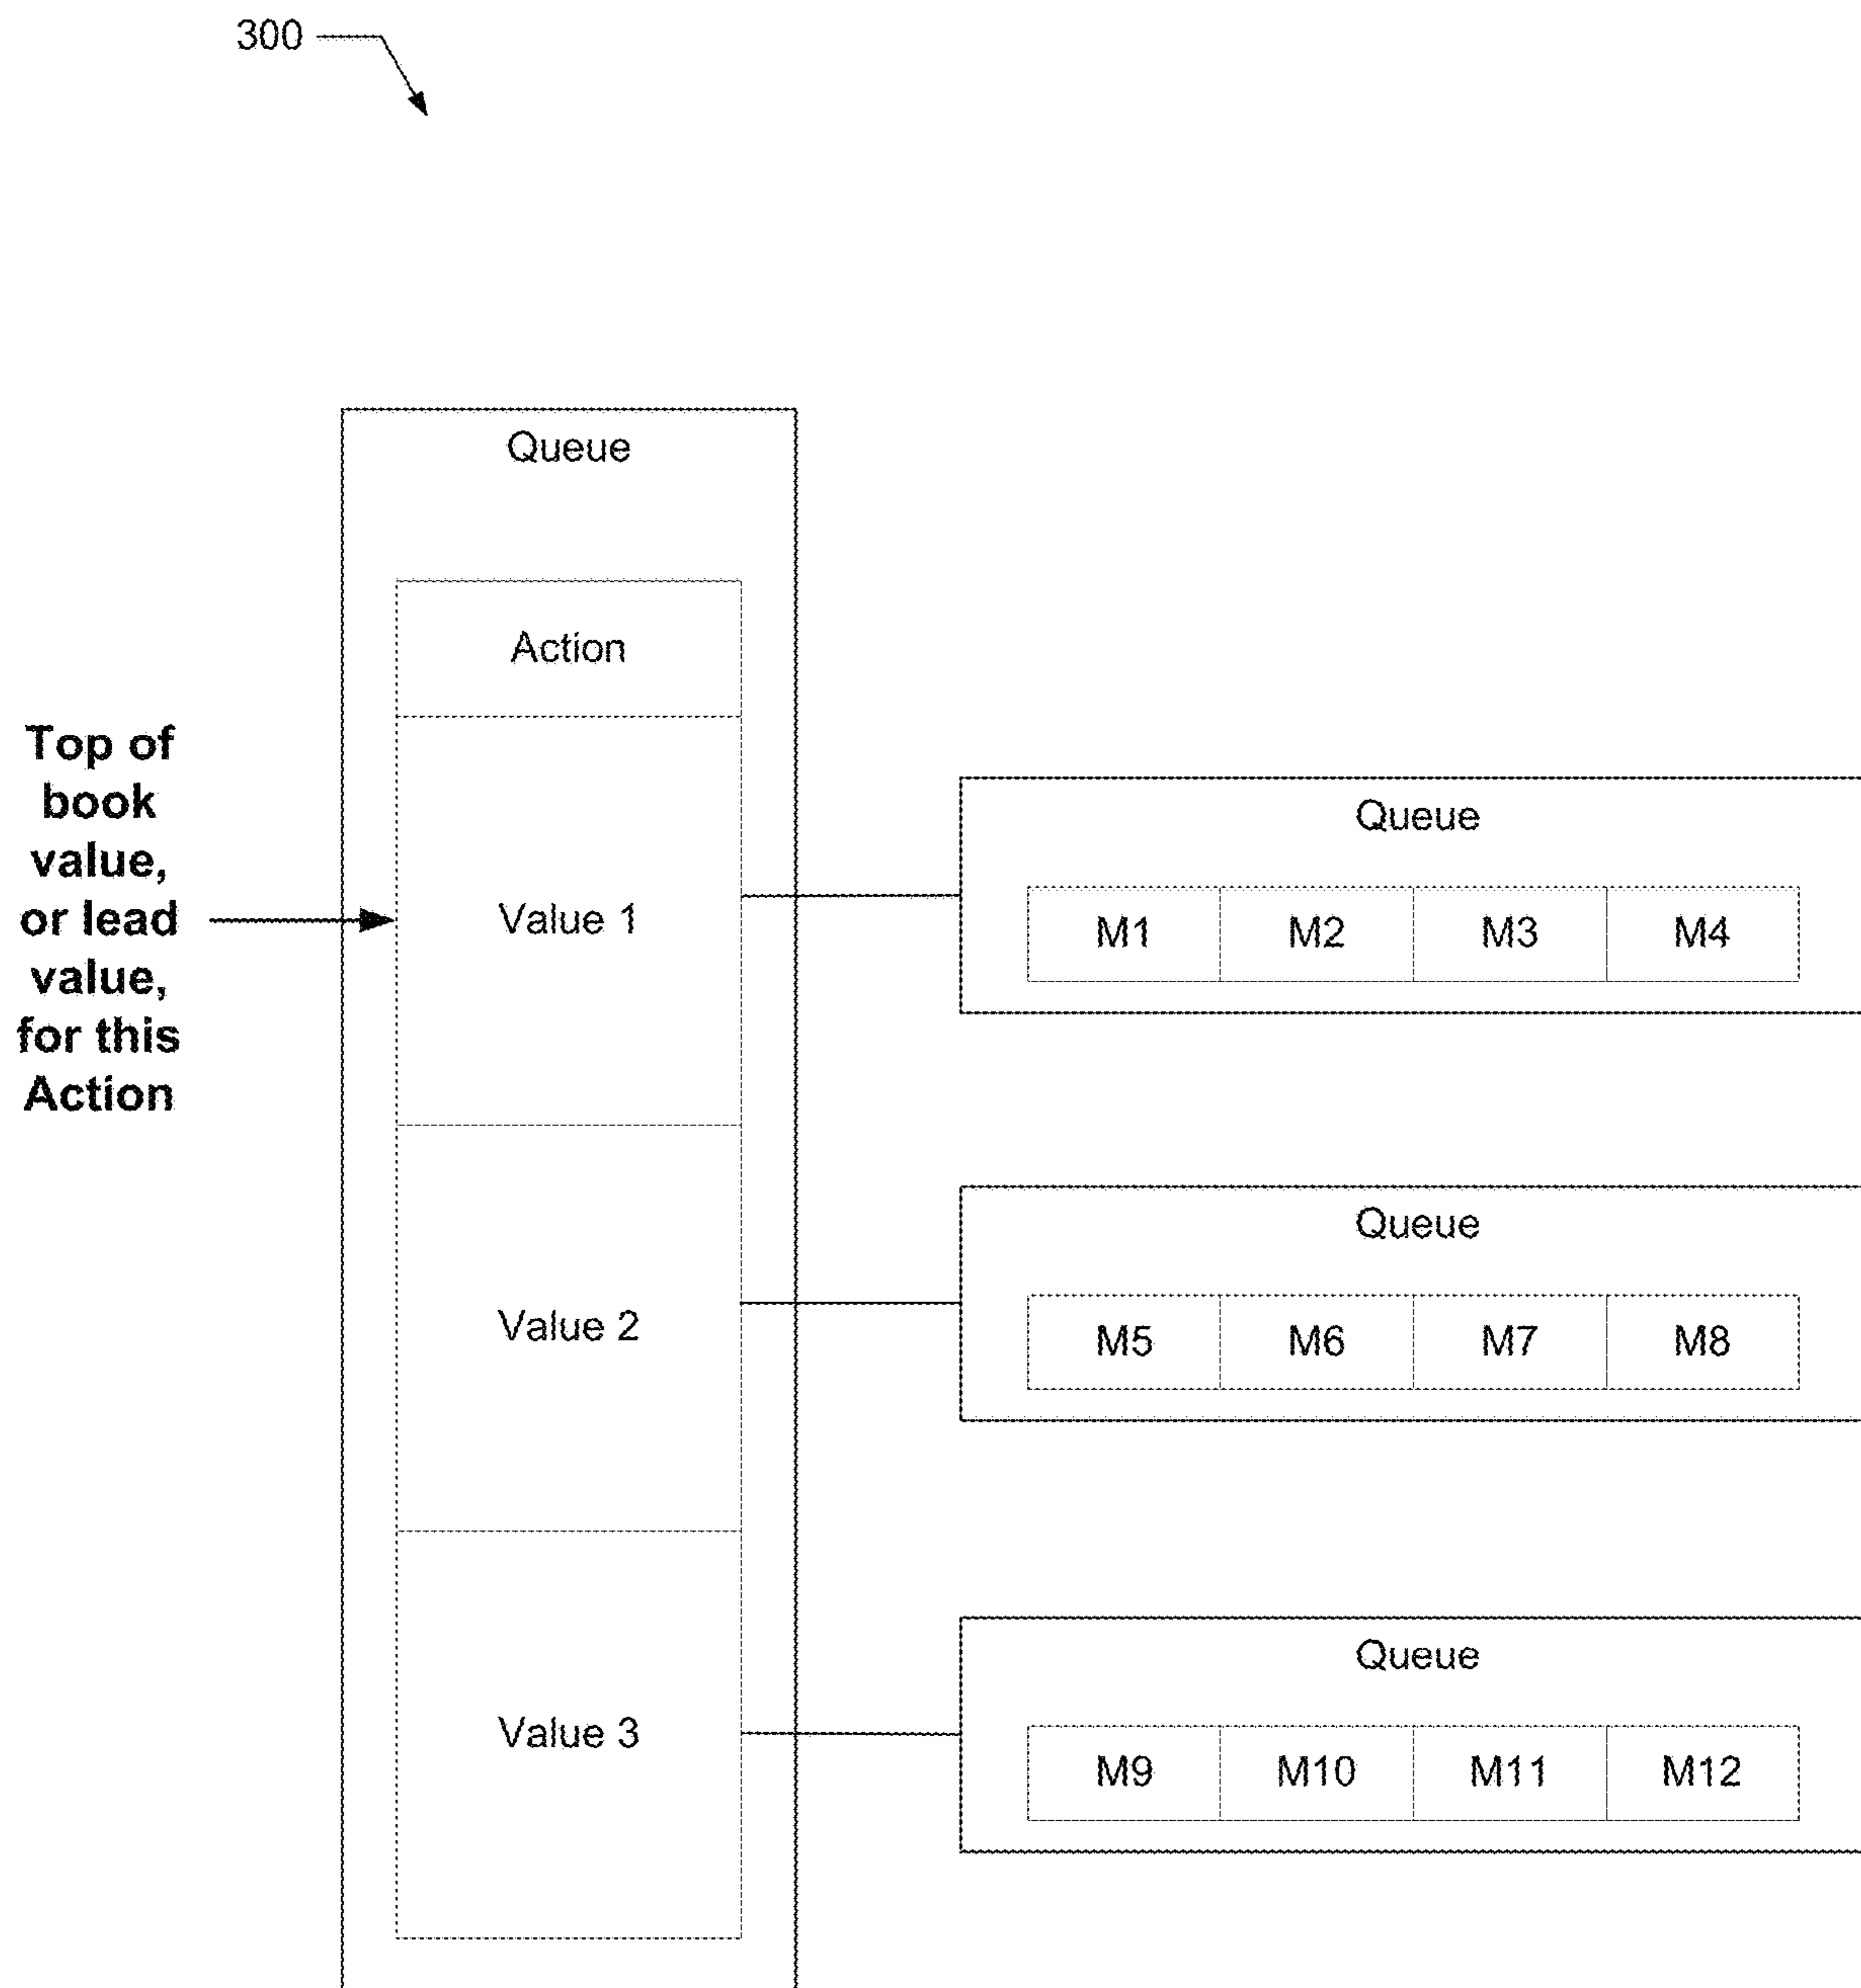 300
Queue
Action
Top of
book
value,
or lead
value,
for this
Action
Value 1
Queue
M1 M2 M3 M4
Value 2
Queue
M5 M6 M7 M8
Value 3
Queue
M9 M10 M11 M12